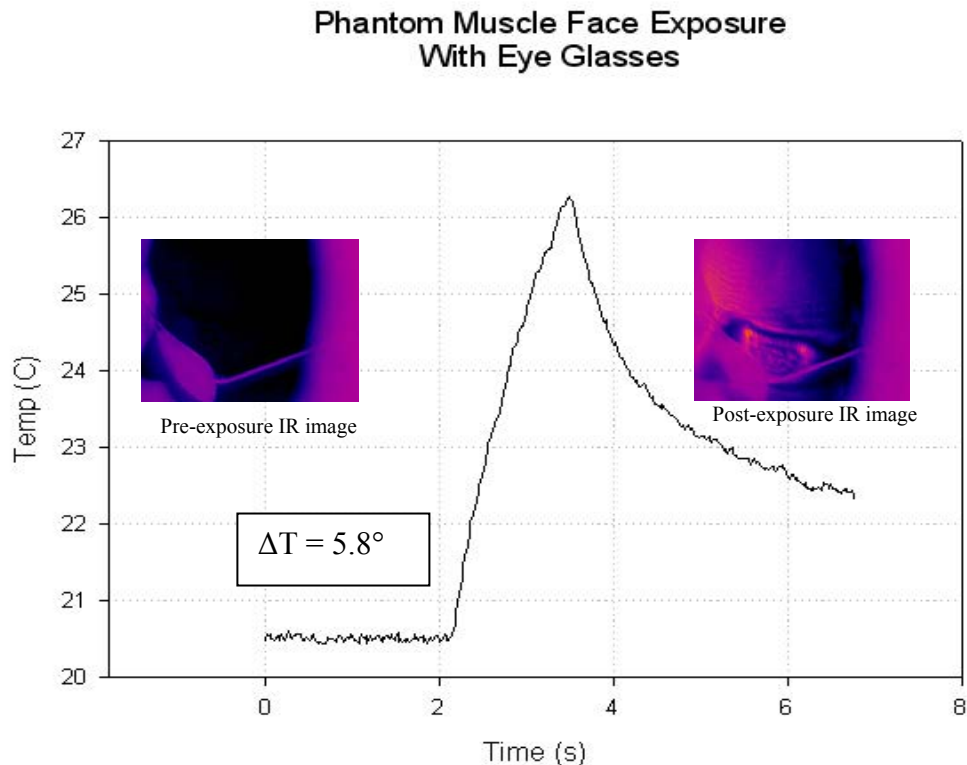 Phantom Muscle Face Exposure
With Eye Glasses
27
26
25
24
23
22
21
20
Temp (C)
Pre-exposure IR image
Post-exposure IR image
ΔT = 5.8°
0
2
4
6
8
Time (s)